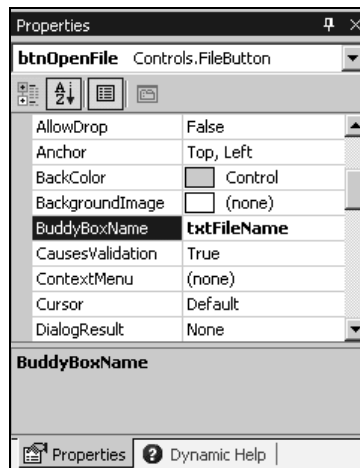 Properties
btnOpenFile Controls.FileButton
AllowDrop False
Anchor Top, Left
BackColor Control
BackgroundImage (none)
BuddyBoxName txtFileName
CausesValidation True
ContextMenu (none)
Cursor Default
DialogResult None
BuddyBoxName
Properties Dynamic Help